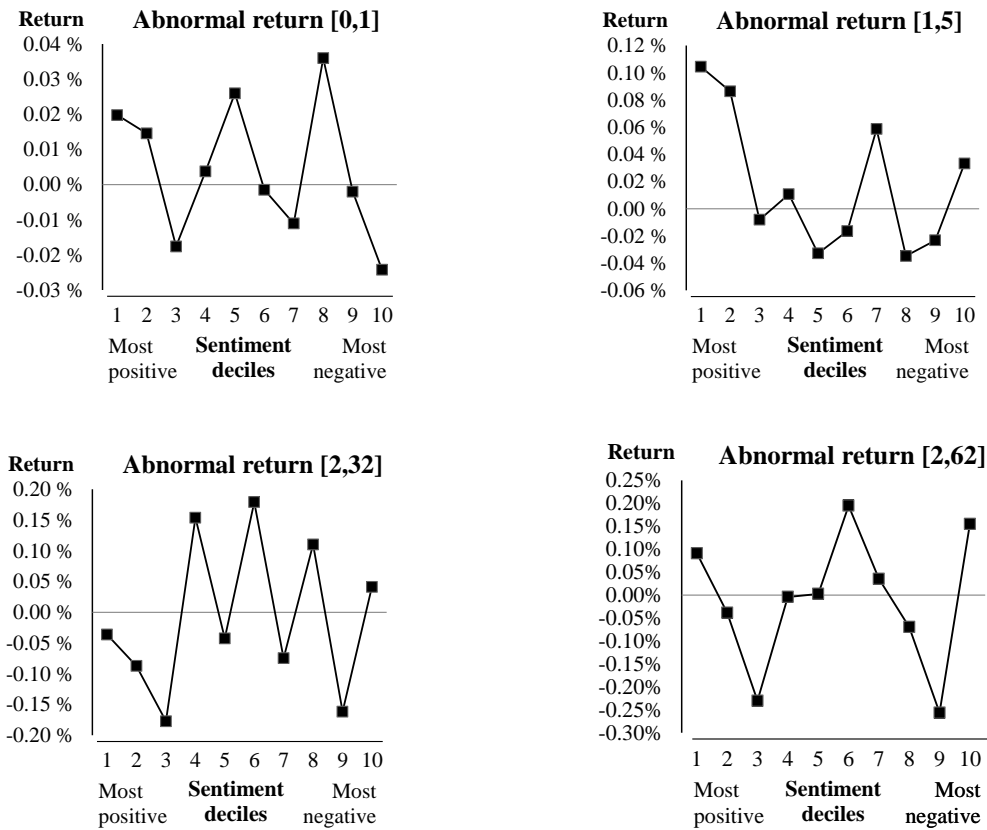 Return Abnormal return [0,1]
0.04 %
0.03 %
0.02 %
0.01 %
0.00 %
-0.01 %
-0.02 %
-0.03 %
1 2 3 4 5 6 7 8 9 10
Most Sentiment Most
positive deciles negative
Return Abnormal return [1,5]
0.12 %
0.10 %
0.08 %
0.06 %
0.04 %
0.02 %
0.00 %
-0.02 %
-0.04 %
-0.06 %
1 2 3 4 5 6 7 8 9 10
Most Sentiment Most
positive deciles negative
Return Abnormal return [2,32]
0.20 %
0.15 %
0.10 %
0.05 %
0.00 %
-0.05 %
-0.10 %
-0.15 %
-0.20 %
1 2 3 4 5 6 7 8 9 10
Most Sentiment Most
positive deciles negative
Return Abnormal return [2,62]
0.25%
0.20%
0.15%
0.10%
0.05%
0.00%
-0.05%
-0.10%
-0.15%
-0.20%
-0.25%
-0.30%
1 2 3 4 5 6 7 8 9 10
Most Sentiment Most
positive deciles negative